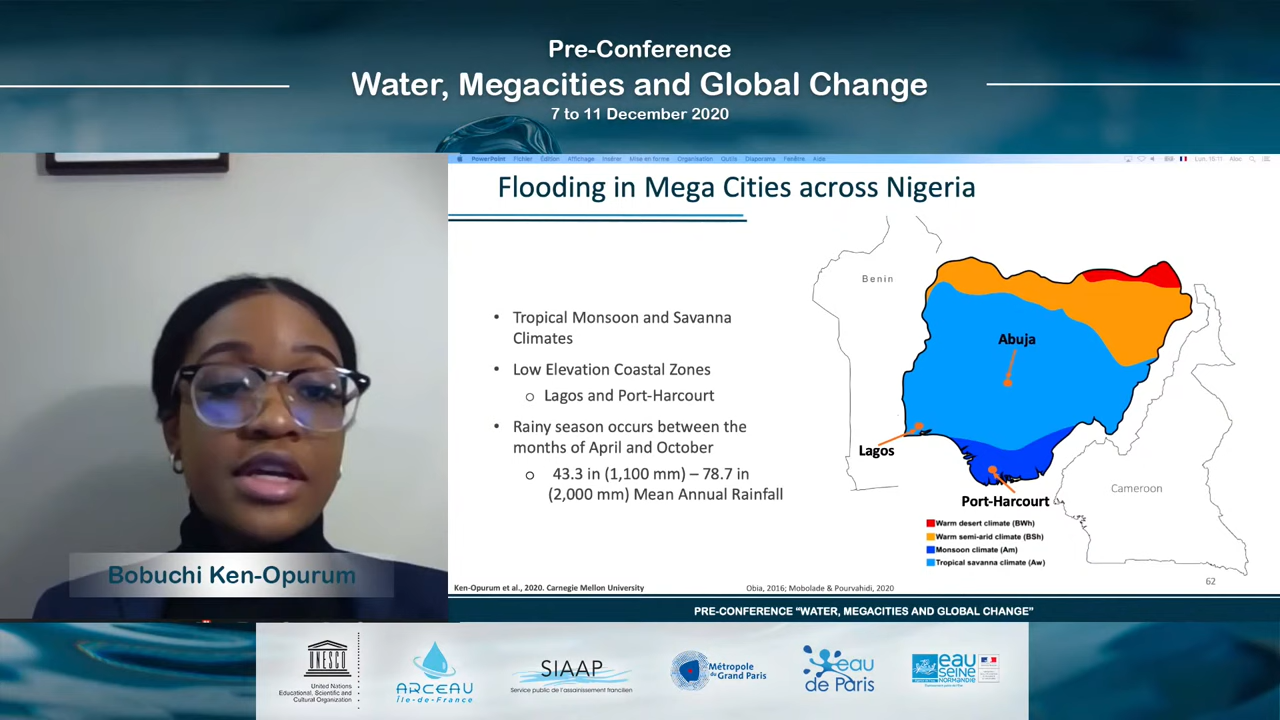 Pre-Conference
Water, Megacities and Global Change
7 to 11 December 2020
PowerPoint Fichier Édition Affichage Insérer Mise en forme Organisation Outils Diaporama Fenêtre Aide
Lun. 15:11 Aloc
Flooding in Mega Cities across Nigeria
• Tropical Monsoon and Savanna
Climates
• Low Elevation Coastal Zones
o Lagos and Port-Harcourt
• Rainy season occurs between the
months of April and October
o 43.3 in (1,100 mm) – 78.7 in
(2,000 mm) Mean Annual Rainfall
Benin
Abuja
Lagos
Port-Harcourt
Cameroon
Warm desert climate (BWh)
Warm semi-arid climate (BSh)
Monsoon climate (Am)
Tropical savanna climate (Aw)
62
Ken-Opurum et al., 2020. Carnegie Mellon University
Obia, 2016; Mobolade & Pourvahidi, 2020
Bobuchi Ken-Opurum
PRE-CONFERENCE “WATER, MEGACITIES AND GLOBAL CHANGE”
UNESCO
United Nations
Educational, Scientific and
Cultural Organization
ARCEAU
Île-de-France
SIAAP
Service public de l'assainissement francilien
Métropole
du Grand Paris
eau
de Paris
eau
SEINE
NORMANDIE